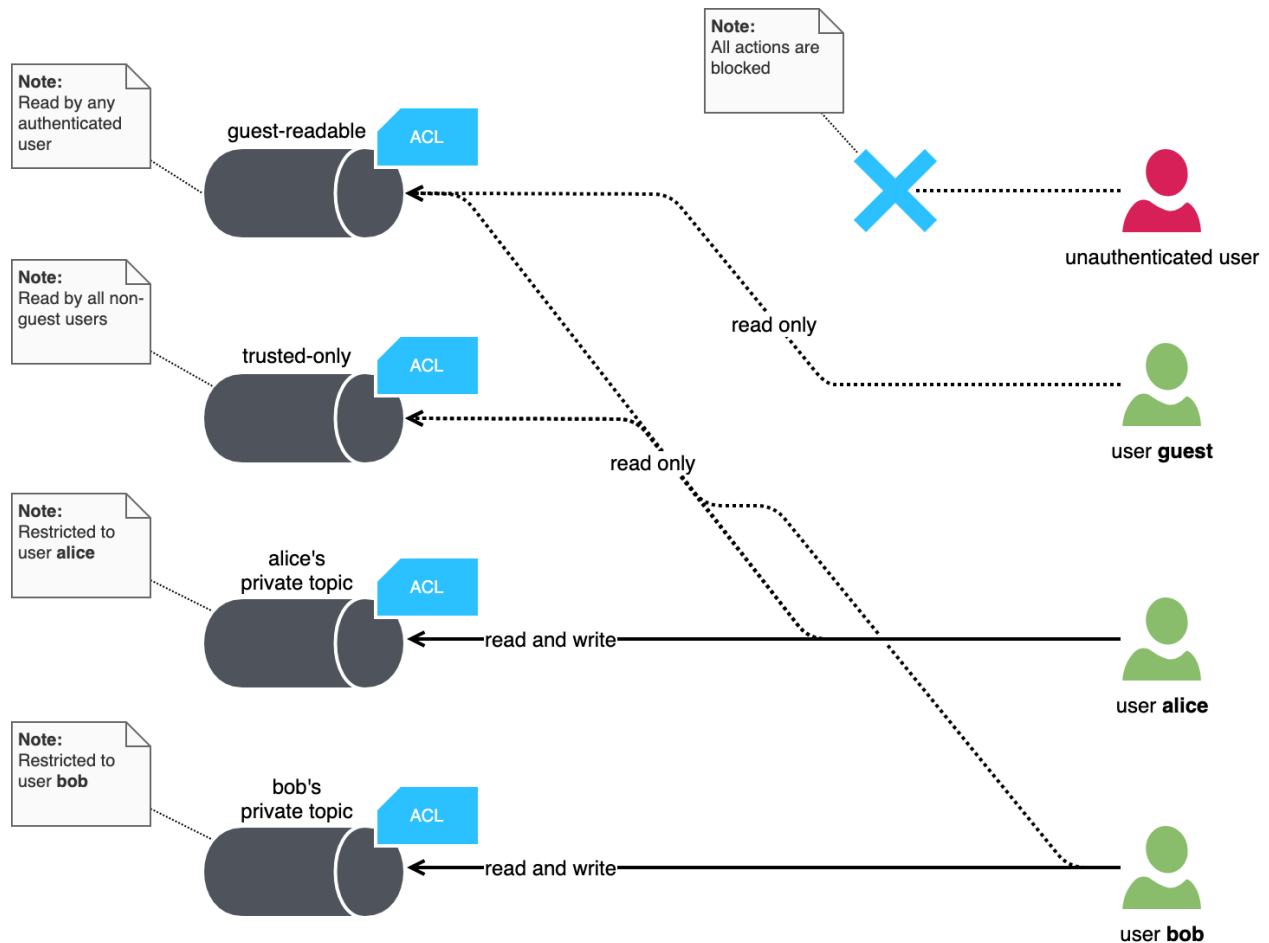 Note:
All actions are
blocked
Note:
Read by any
authenticated
user
guest-readable
ACL
unauthenticated user
Note:
Read by all non-
guest users
read only
trusted-only
ACL
user guest
read only
Note:
Restricted to
user alice
alice's
private topic
ACL
read and write
user alice
Note:
Restricted to
user bob
bob's
private topic
ACL
read and write
user bob